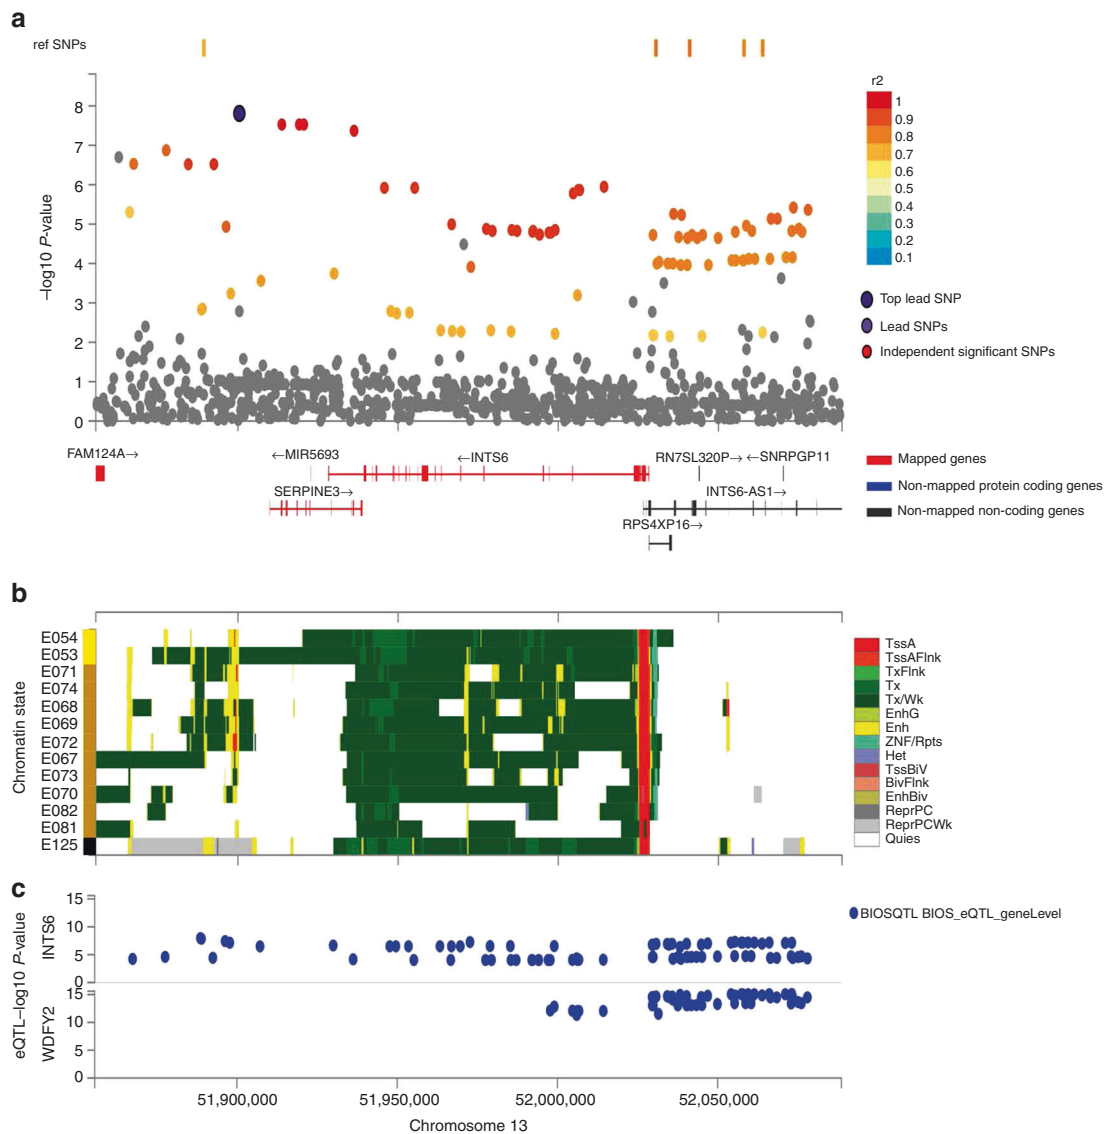 a
ref SNPs
r2
1
0.9
0.8
0.7
0.6
0.5
0.4
0.3
0.2
0.1
–log10 P-value
8
7
6
5
4
3
2
1
0
Top lead SNP
Lead SNPs
Independent significant SNPs
FAM124A→
←MIR5693
←INTS6
RN7SL320P→
←SNRPGP11
SERPINE3→
INTS6-AS1→
RPS4XP16→
Mapped genes
Non-mapped protein coding genes
Non-mapped non-coding genes
b
Chromatin state
E054
E053
E071
E074
E068
E069
E072
E067
E073
E070
E082
E081
E125
TssA
TssAFlnk
TxFlnk
Tx
Tx/Wk
EnhG
Enh
ZNF/Rpts
Het
TssBiV
BivFlnk
EnhBiv
ReprPC
ReprPCWk
Quies
c
eQTL–log10 P-value
INTS6
15
10
5
0
WDFY2
15
10
5
0
BIOSQTL BIOS_eQTL_geneLevel
51,900,000
51,950,000
52,000,000
52,050,000
Chromosome 13